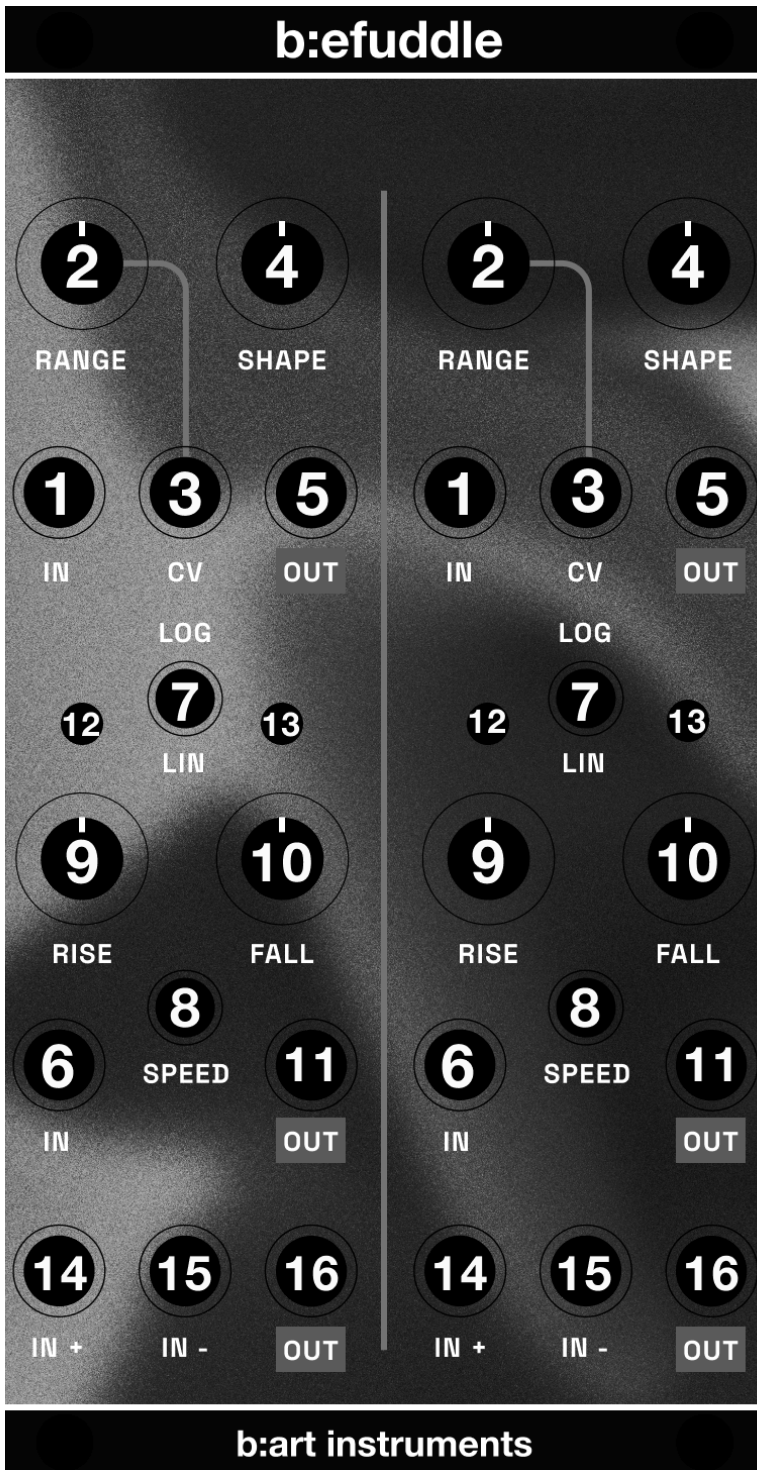 b:efuddle
2 4 2 4
RANGE SHAPE RANGE SHAPE
1 3 5 1 3 5
IN CV OUT IN CV OUT
LOG LOG
7 7
12 13 12 13
LIN LIN
9 10 9 10
RISE FALL RISE FALL
8 8
6 11 6 11
SPEED SPEED
IN OUT IN OUT
14 15 16 14 15 16
IN + IN - OUT IN + IN - OUT
b:art instruments